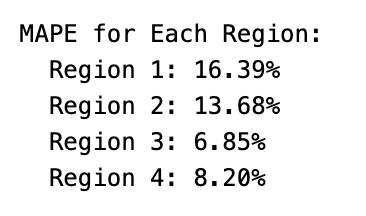 MAPE for Each Region:
  Region 1: 16.39%
  Region 2: 13.68%
  Region 3: 6.85%
  Region 4: 8.20%